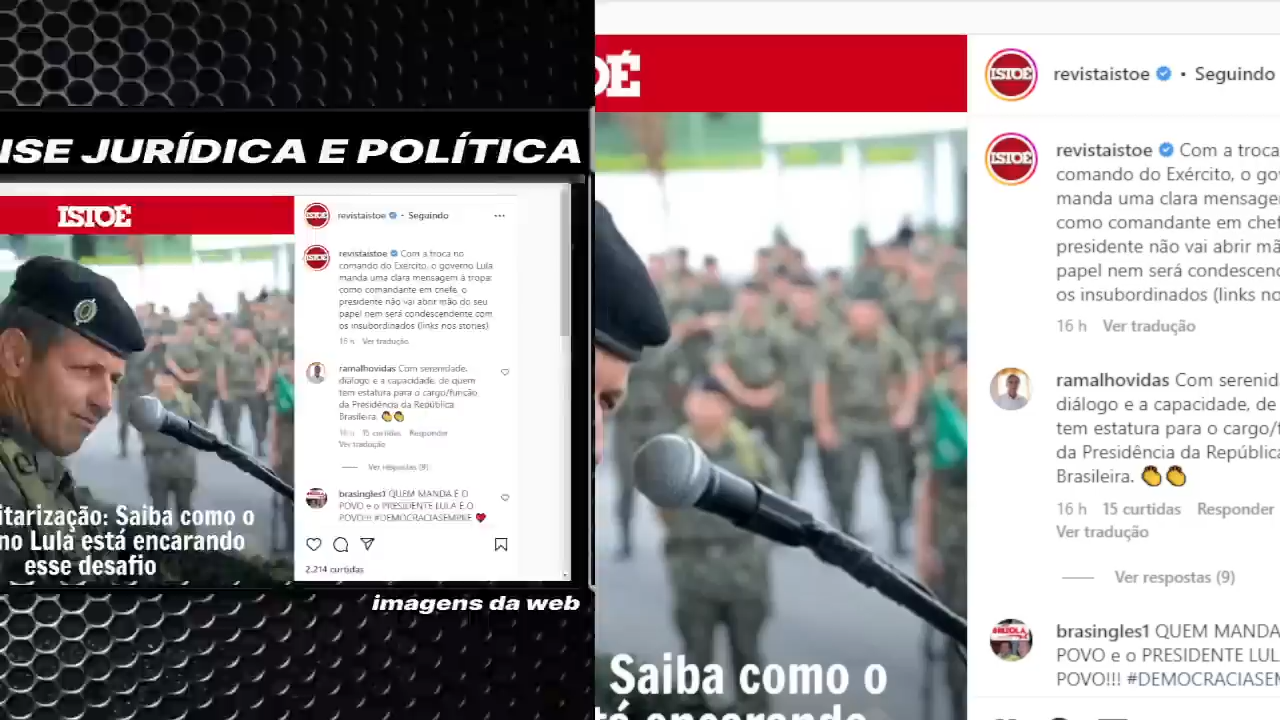 ISE JURÍDICA E POLÍTICA
ISTOÉ
itarização: Saiba como o
no Lula está encarando
esse desafio
revistaistoe • Seguindo
revistaistoe Com a troca no
comando do Exército, o governo Lula
manda uma clara mensagem à tropa:
como comandante em chefe, o
presidente não vai abrir mão do seu
papel nem será condescendente com
os insubordinados (links nos stories)
16 h Ver tradução
ramalhovidas Com serenidade,
diálogo e a capacidade, de quem
tem estatura para o cargo/função
da Presidência da República
Brasileira. 👏👏
16 h 15 curtidas Responder
Ver tradução
Ver respostas (9)
brasingles1 QUEM MANDA É O
POVO e o PRESIDENTE LULA É O
POVO!!! #DEMOCRACIASEMPRE ❤️
2.214 curtidas
imagens da web
OÉ
Saiba como o
tá encarando
ISTOÉ
revistaistoe • Seguindo
ISTOÉ
revistaistoe Com a troca
comando do Exército, o gov
manda uma clara mensagem
como comandante em chef
presidente não vai abrir mã
papel nem será condescend
os insubordinados (links no
16 h Ver tradução
ramalhovidas Com serenid
diálogo e a capacidade, de
tem estatura para o cargo/f
da Presidência da República
Brasileira. 👏👏
16 h 15 curtidas Responder
Ver tradução
Ver respostas (9)
brasingles1 QUEM MANDA
POVO e o PRESIDENTE LUL
POVO!!! #DEMOCRACIASEM